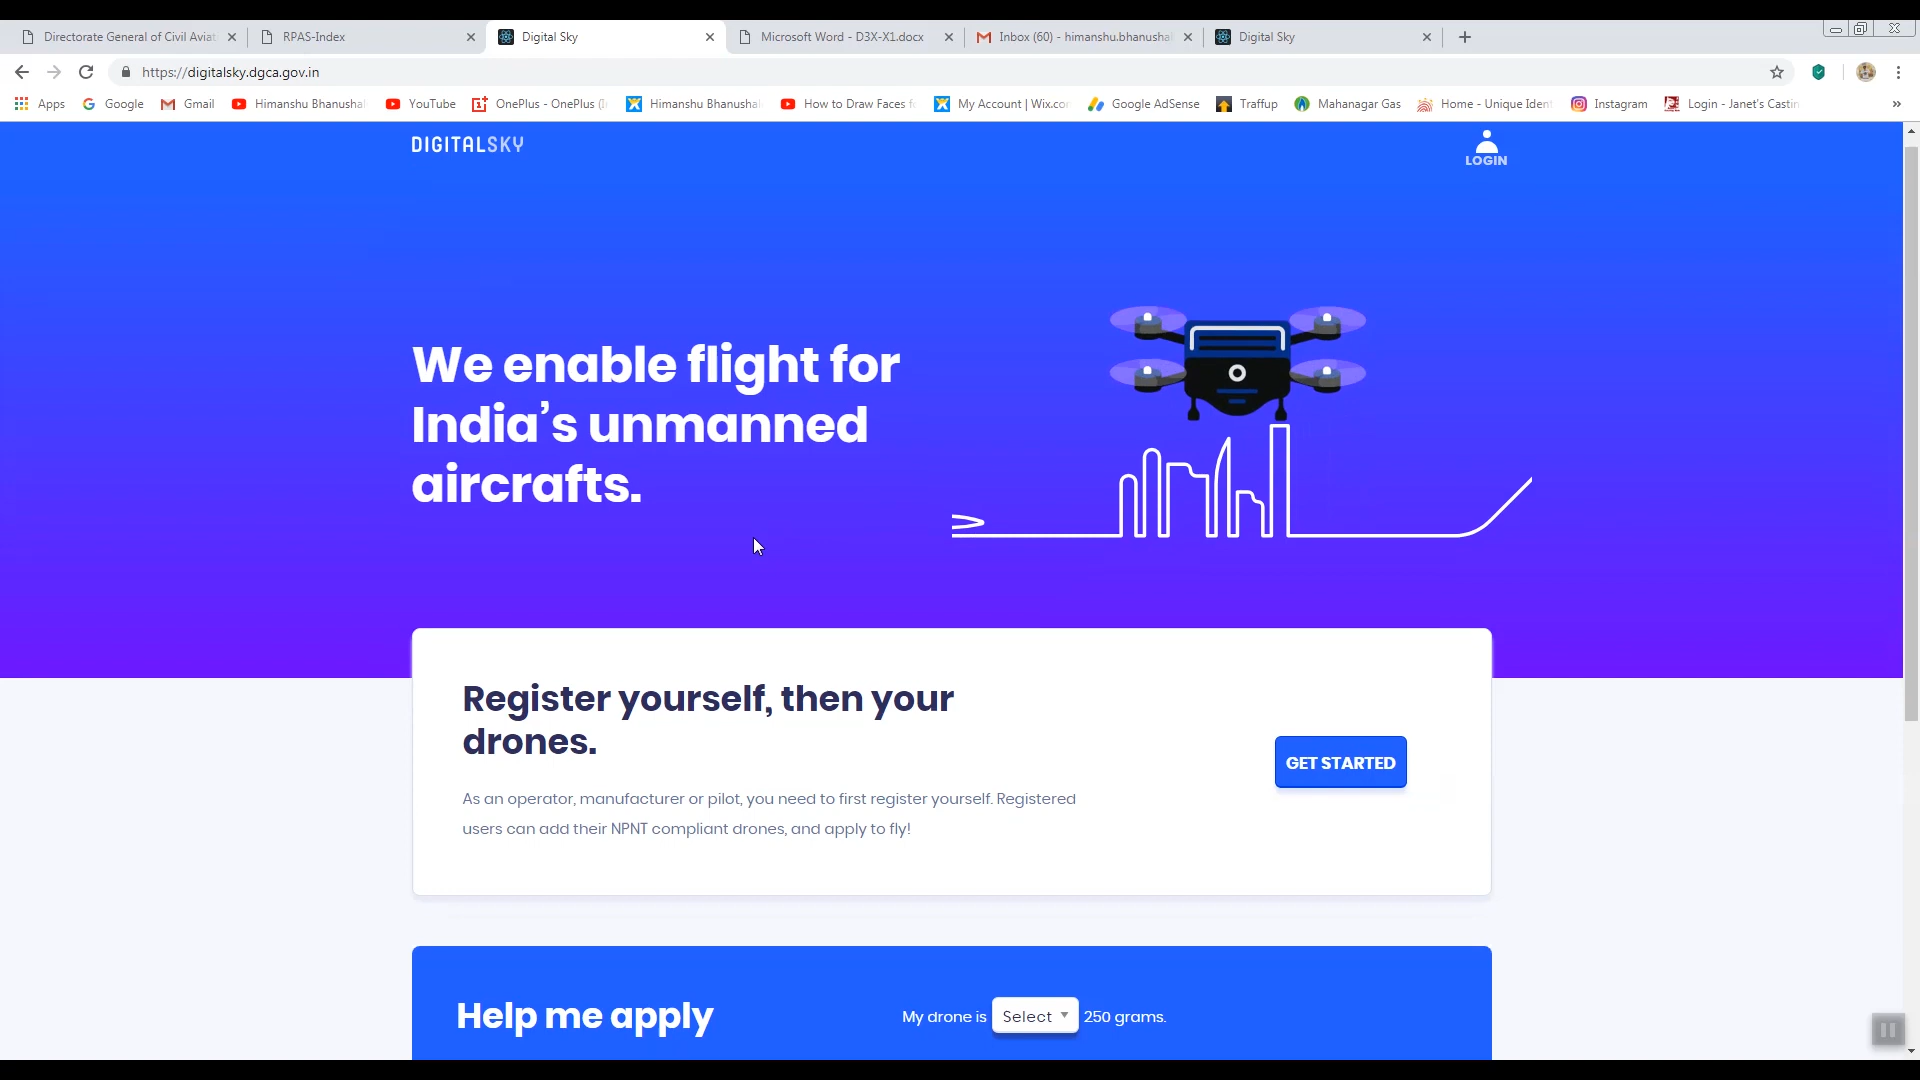 Directorate General of Civil Aviat
RPAS-Index
Digital Sky
Microsoft Word - D3X-X1.docx
Inbox (60) - himanshu.bhanusha
Digital Sky
https://digitalsky.dgca.gov.in
Apps
Google
Gmail
Himanshu Bhanushal
YouTube
OnePlus - OnePlus (I
Himanshu Bhanushal
How to Draw Faces f
My Account | Wix.co
Google AdSense
Traffup
Mahanagar Gas
Home - Unique Ident
Instagram
Login - Janet's Castin
DIGITALSKY
LOGIN
We enable flight for
India's unmanned
aircrafts.
Register yourself, then your
drones.
GET STARTED
As an operator, manufacturer or pilot, you need to first register yourself. Registered
users can add their NPNT compliant drones, and apply to fly!
Help me apply
My drone is Select 250 grams.